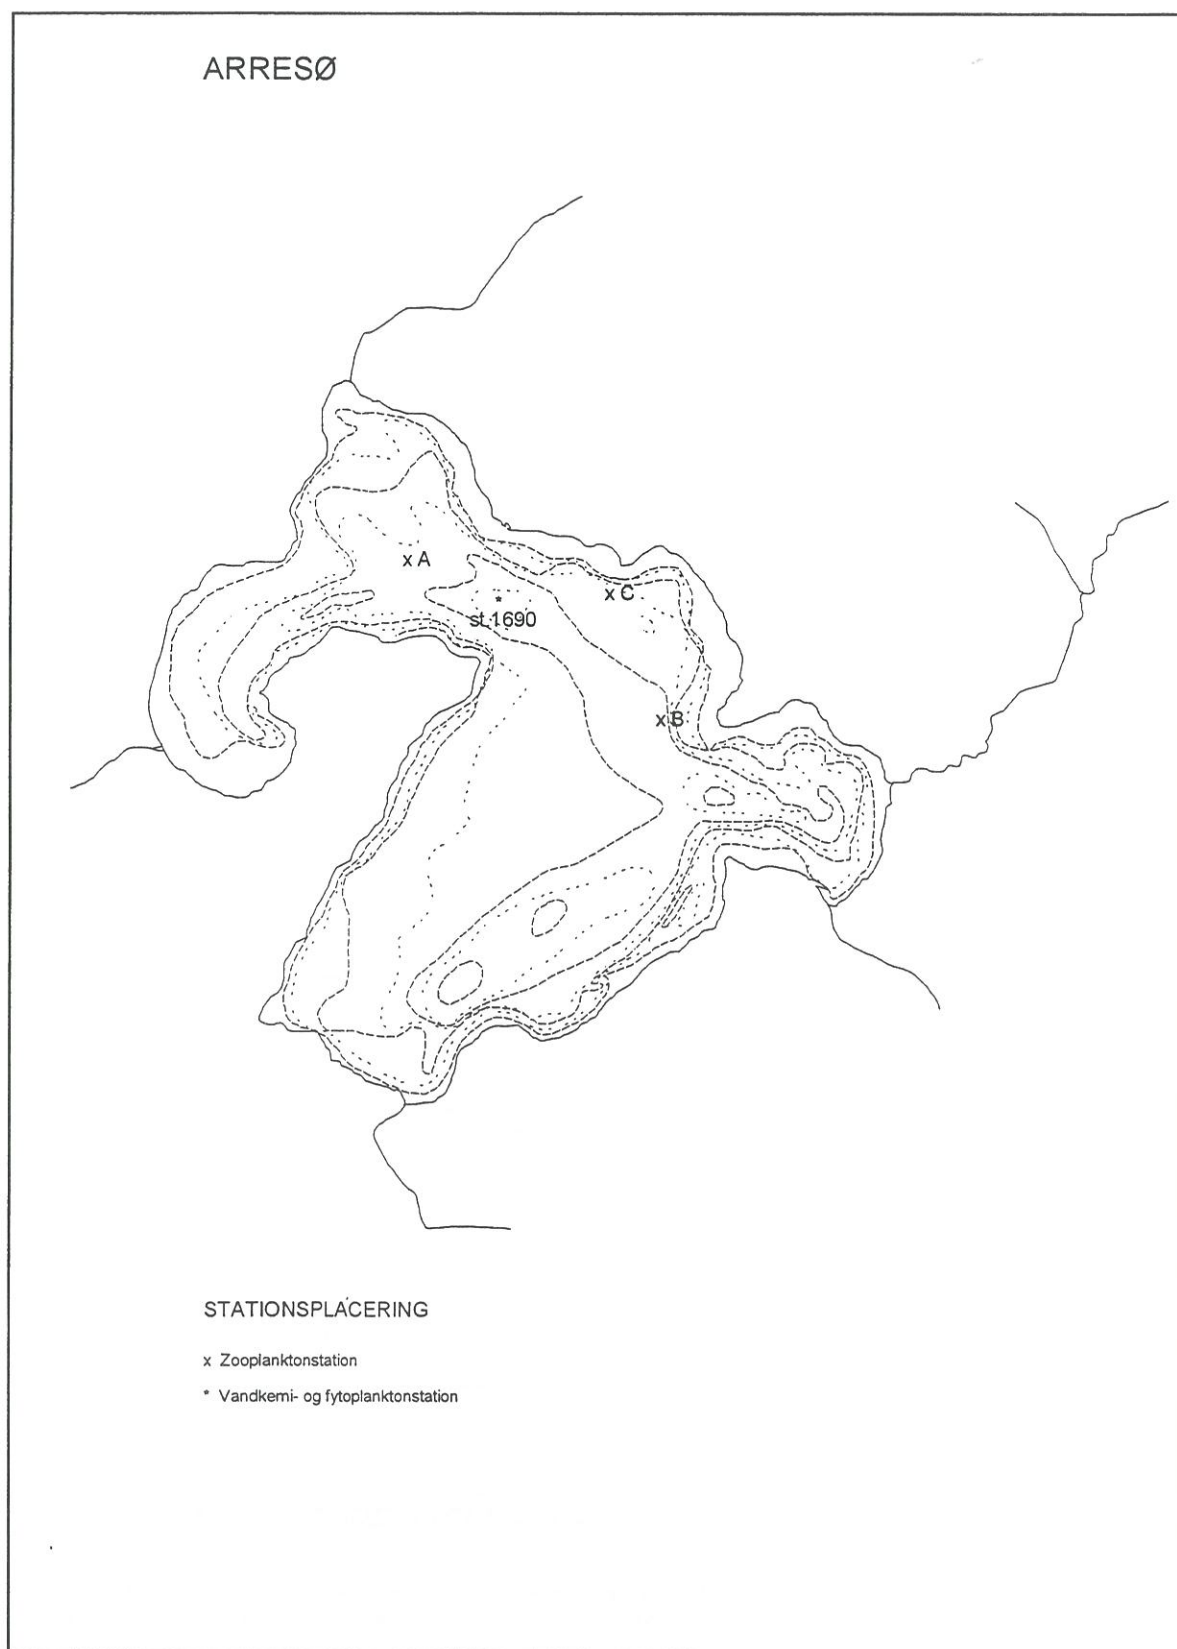 ARRESØ
x A
x C
*
st.1690
x B
STATIONSPLACERING
x Zooplanktonstation
* Vandkemi- og fytoplanktonstation